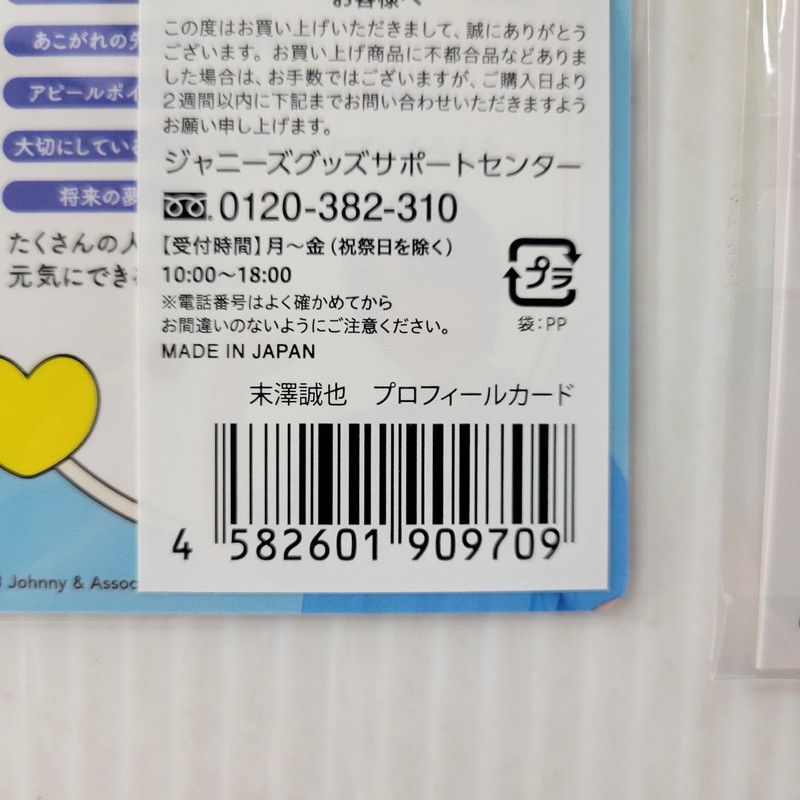 お客様へ
この度はお買い上げいただきまして、誠にありがとう
ございます。お買い上げ商品に不都合品などありま
した場合は、お手数ではございますが、ご購入日より
2週間以内に下記までお問い合わせいただきますよう
お願い申し上げます。
ジャニーズグッズサポートセンター
0120-382-310
【受付時間】月～金（祝祭日を除く）
10:00～18:00
※電話番号はよく確かめてから
お間違いのないようにご注意ください。
MADE IN JAPAN
プラ
袋：PP
末澤誠也　プロフィールカード
4 582601 909709
あこがれの
アピールポイ
大切にしている
将来の夢
たくさんの人
元気にでき
Johnny & Assoc